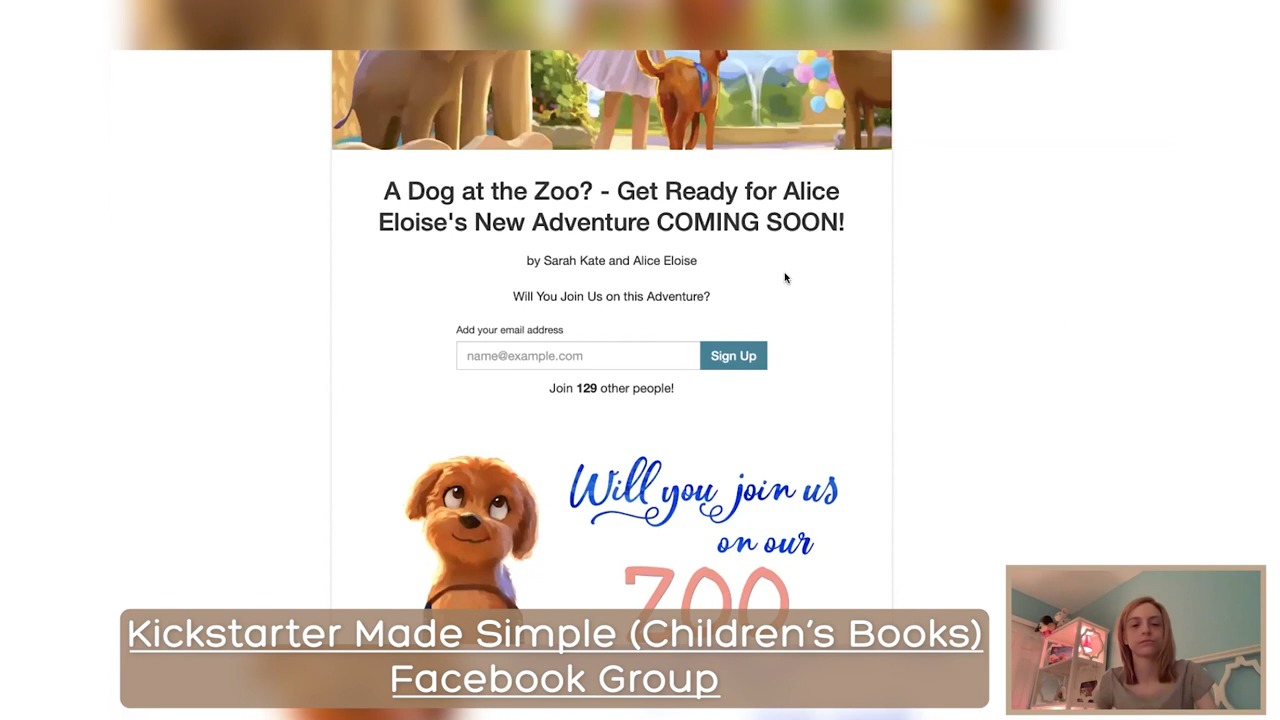 A Dog at the Zoo? - Get Ready for Alice
Eloise's New Adventure COMING SOON!
by Sarah Kate and Alice Eloise
Will You Join Us on this Adventure?
Add your email address
name@example.com
Sign Up
Join 129 other people!
Will you join us
on our
ZOO
Kickstarter Made Simple (Children's Books)
Facebook Group